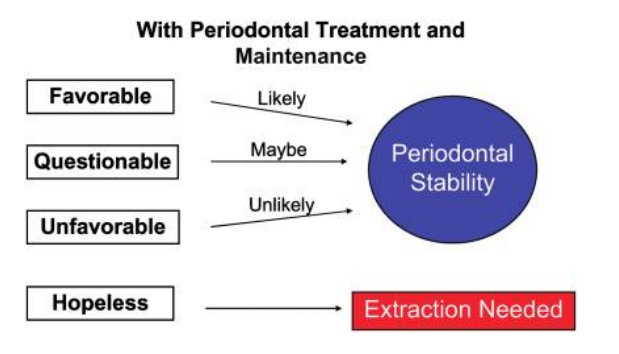 With Periodontal Treatment and
Maintenance
Favorable
Likely
Questionable
Maybe
Periodontal
Stability
Unfavorable
Unlikely
Hopeless
Extraction Needed